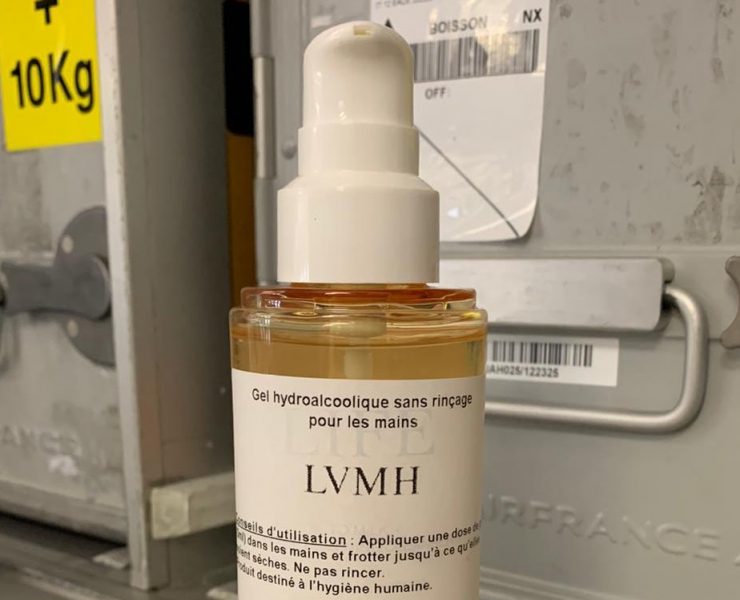 +
10Kg
BOISSON NX
OFF:
AH025/122325
Gel hydroalcoolique sans rinçage
pour les mains
LIFE
LVMH
Conseils d'utilisation : Appliquer une dose de
dans les mains et frotter jusqu'à ce qu'elles
soient sèches. Ne pas rincer.
Produit destiné à l'hygiène humaine.
AIRFRANCE